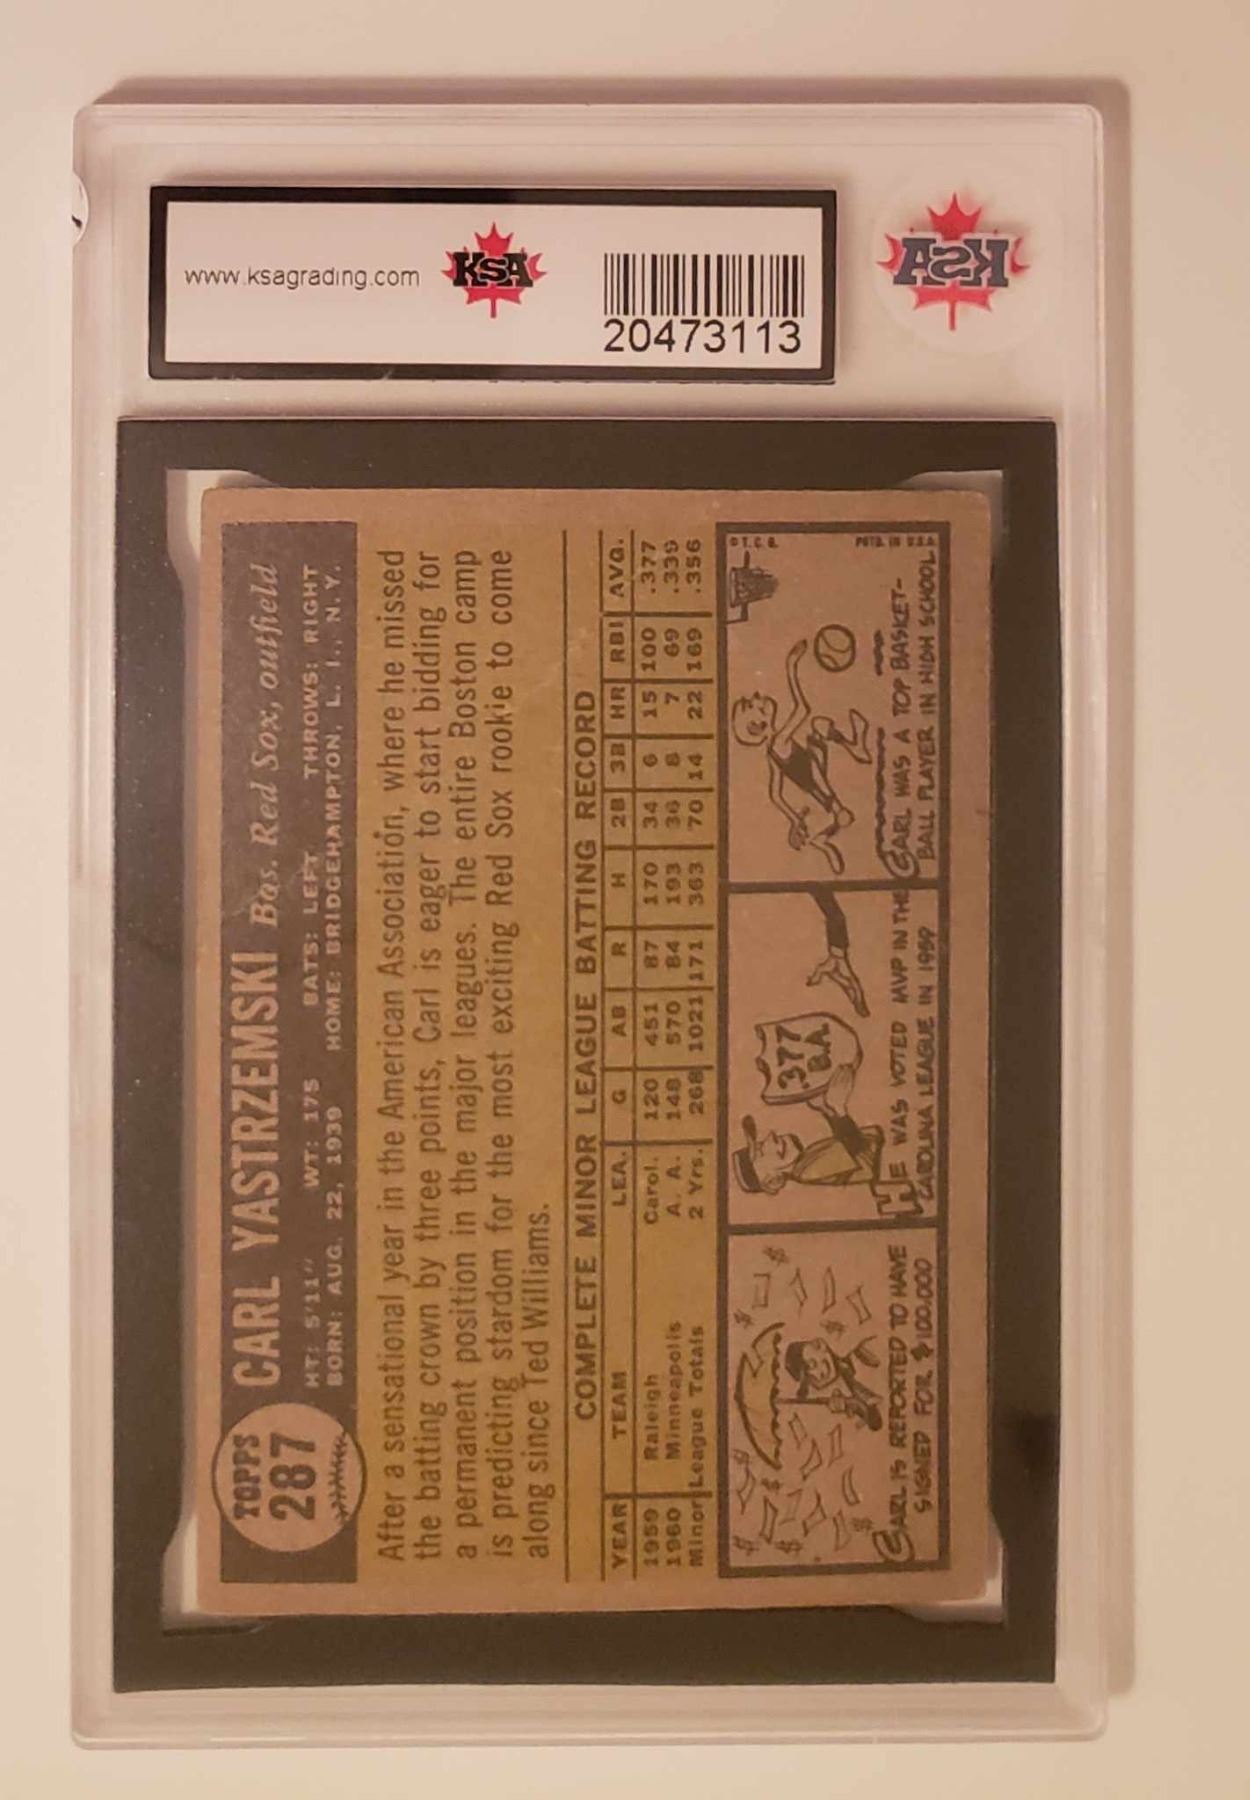 www.ksagrading.com
KSA
20473113
KSA
TOPPS
287
CARL YASTRZEMSKI Bos. Red Sox, outfield
HT: 5'11" WT: 175 BATS: LEFT THROWS: RIGHT
BORN: AUG. 22, 1939 HOME: BRIDGEHAMPTON, L. I., N. Y.
After a sensational year in the American Association, where he missed
the batting crown by three points, Carl is eager to start bidding for
a permanent position in the major leagues. The entire Boston camp
is predicting stardom for the most exciting Red Sox rookie to come
along since Ted Williams.
COMPLETE MINOR LEAGUE BATTING RECORD
YEAR TEAM LEA. G AB R H 2B 3B HR RBI AVG.
1959 Raleigh Carol. 120 451 87 170 34 6 15 100 .377
1960 Minneapolis A. A. 148 570 84 193 36 8 7 69 .339
Minor League Totals 2 Yrs. 268 1021 171 363 70 14 22 169 .356
$ $ $ $ $
CARL IS REPORTED TO HAVE
SIGNED FOR $100,000
.377
B.A.
HE WAS VOTED MVP IN THE
CAROLINA LEAGUE IN 1959
© T. C. G.
PRTD. IN U.S.A.
CARL WAS A TOP BASKET-
BALL PLAYER IN HIGH SCHOOL